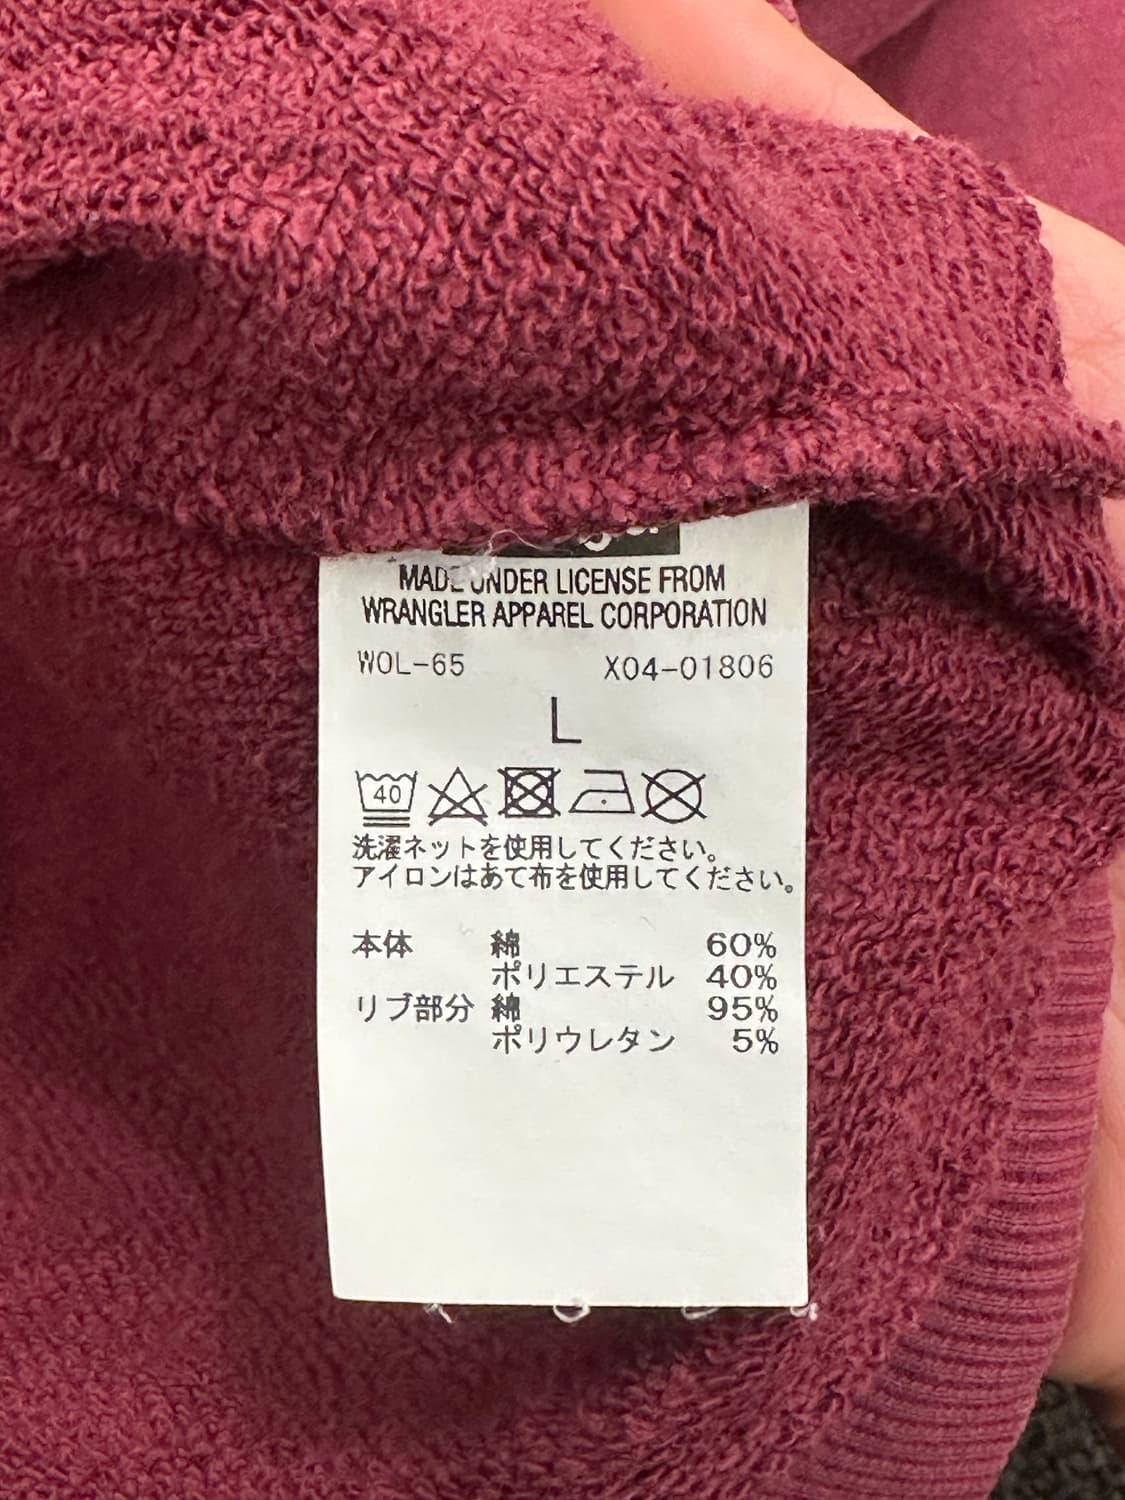 MADE UNDER LICENSE FROM
WRANGLER APPAREL CORPORATION
WOL-65 X04-01806
L
40
洗濯ネットを使用してください。
アイロンはあて布を使用してください。
本体 綿 60%
ポリエステル 40%
リブ部分 綿 95%
ポリウレタン 5%